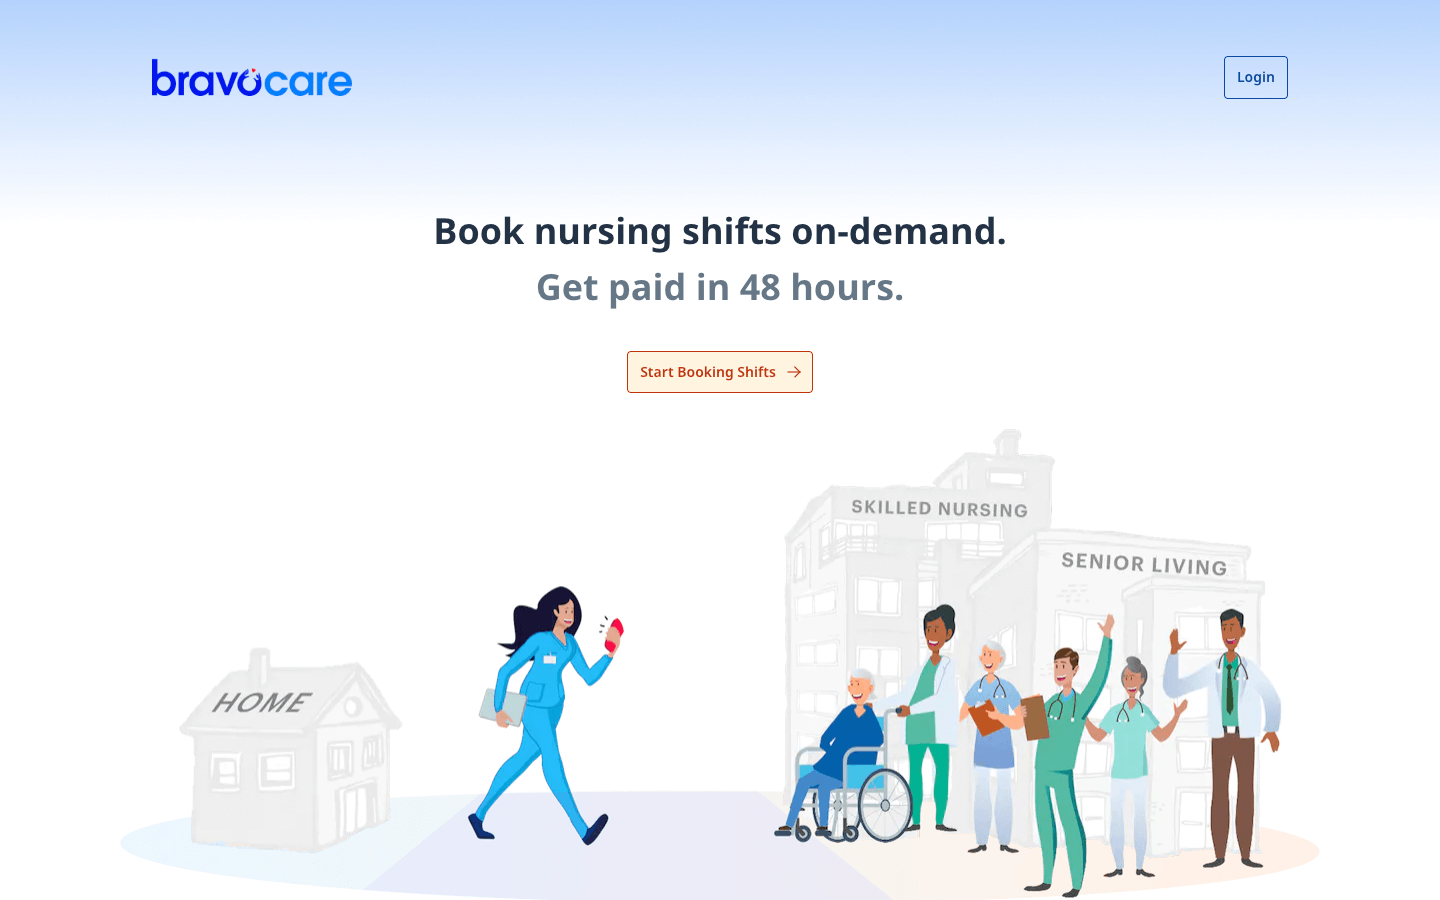 bravocare
Login
Book nursing shifts on-demand.
Get paid in 48 hours.
Start Booking Shifts
SKILLED NURSING
SENIOR LIVING
HOME